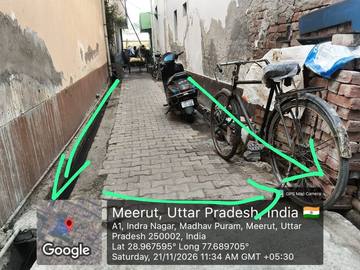 GPS Map Camera
Meerut, Uttar Pradesh, India 🇮🇳
A1, Indra Nagar, Madhav Puram, Meerut, Uttar
Pradesh 250002, India
Lat 28.967595° Long 77.689705°
Saturday, 21/11/2026 11:34 AM GMT +05:30
Google